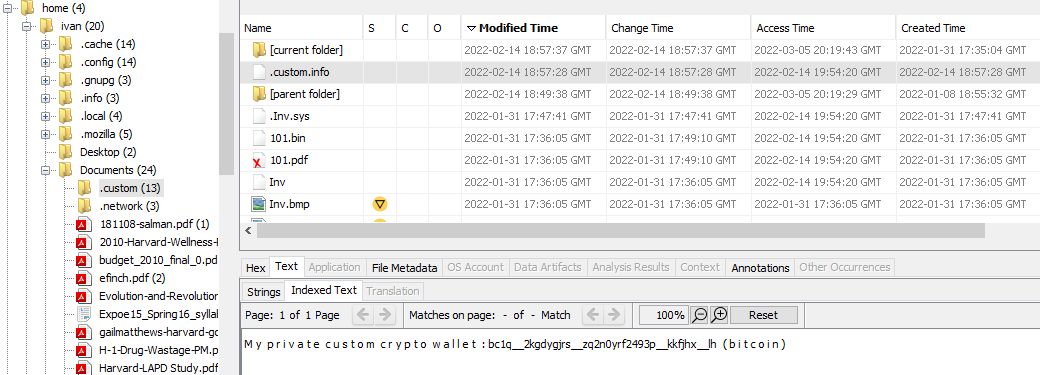 home (4)
ivan (20)
.cache (14)
.config (14)
.gnupg (3)
.info (3)
.local (4)
.mozilla (5)
Desktop (2)
Documents (24)
.custom (13)
.network (3)
181108-salman.pdf (1)
2010-Harvard-Wellness-
budget_2010_final_0.pd
efinch.pdf (2)
Evolution-and-Revolution
Expoe15_Spring16_syllab
gailmatthews-harvard-go
H-1-Drug-Wastage-PM.p
Harvard-LAPD Study.pdf
Name S C O Modified Time Change Time Access Time Created Time
[current folder] 2022-02-14 18:57:37 GMT 2022-02-14 18:57:37 GMT 2022-03-05 20:19:43 GMT 2022-01-31 17:35:04 GMT
.custom.info 2022-02-14 18:57:28 GMT 2022-02-14 18:57:28 GMT 2022-02-14 19:54:20 GMT 2022-02-14 18:57:28 GMT
[parent folder] 2022-02-14 18:49:38 GMT 2022-02-14 18:49:38 GMT 2022-03-05 20:19:29 GMT 2022-01-08 18:55:32 GMT
.Inv.sys 2022-01-31 17:47:41 GMT 2022-01-31 17:47:41 GMT 2022-02-14 19:54:20 GMT 2022-01-31 17:47:41 GMT
101.bin 2022-01-31 17:36:05 GMT 2022-01-31 17:49:10 GMT 2022-02-14 19:54:20 GMT 2022-01-31 17:36:05 GMT
101.pdf 2022-01-31 17:36:05 GMT 2022-01-31 17:49:10 GMT 2022-02-14 19:54:20 GMT 2022-01-31 17:36:05 GMT
Inv 2022-01-31 17:36:05 GMT 2022-01-31 17:36:05 GMT 2022-02-14 19:54:20 GMT 2022-01-31 17:36:05 GMT
Inv.bmp 2022-01-31 17:36:05 GMT 2022-01-31 17:36:05 GMT 2022-01-31 17:36:05 GMT 2022-01-31 17:36:05 GMT
Hex Text Application File Metadata OS Account Data Artifacts Analysis Results Context Annotations Other Occurrences
Strings Indexed Text Translation
Page: 1 of 1 Page Matches on page: - of - Match 100% Reset
My private custom crypto wallet :bc1q__2kgdygjrs__zq2n0yrf2493p__kkfjhx__lh (bitcoin)